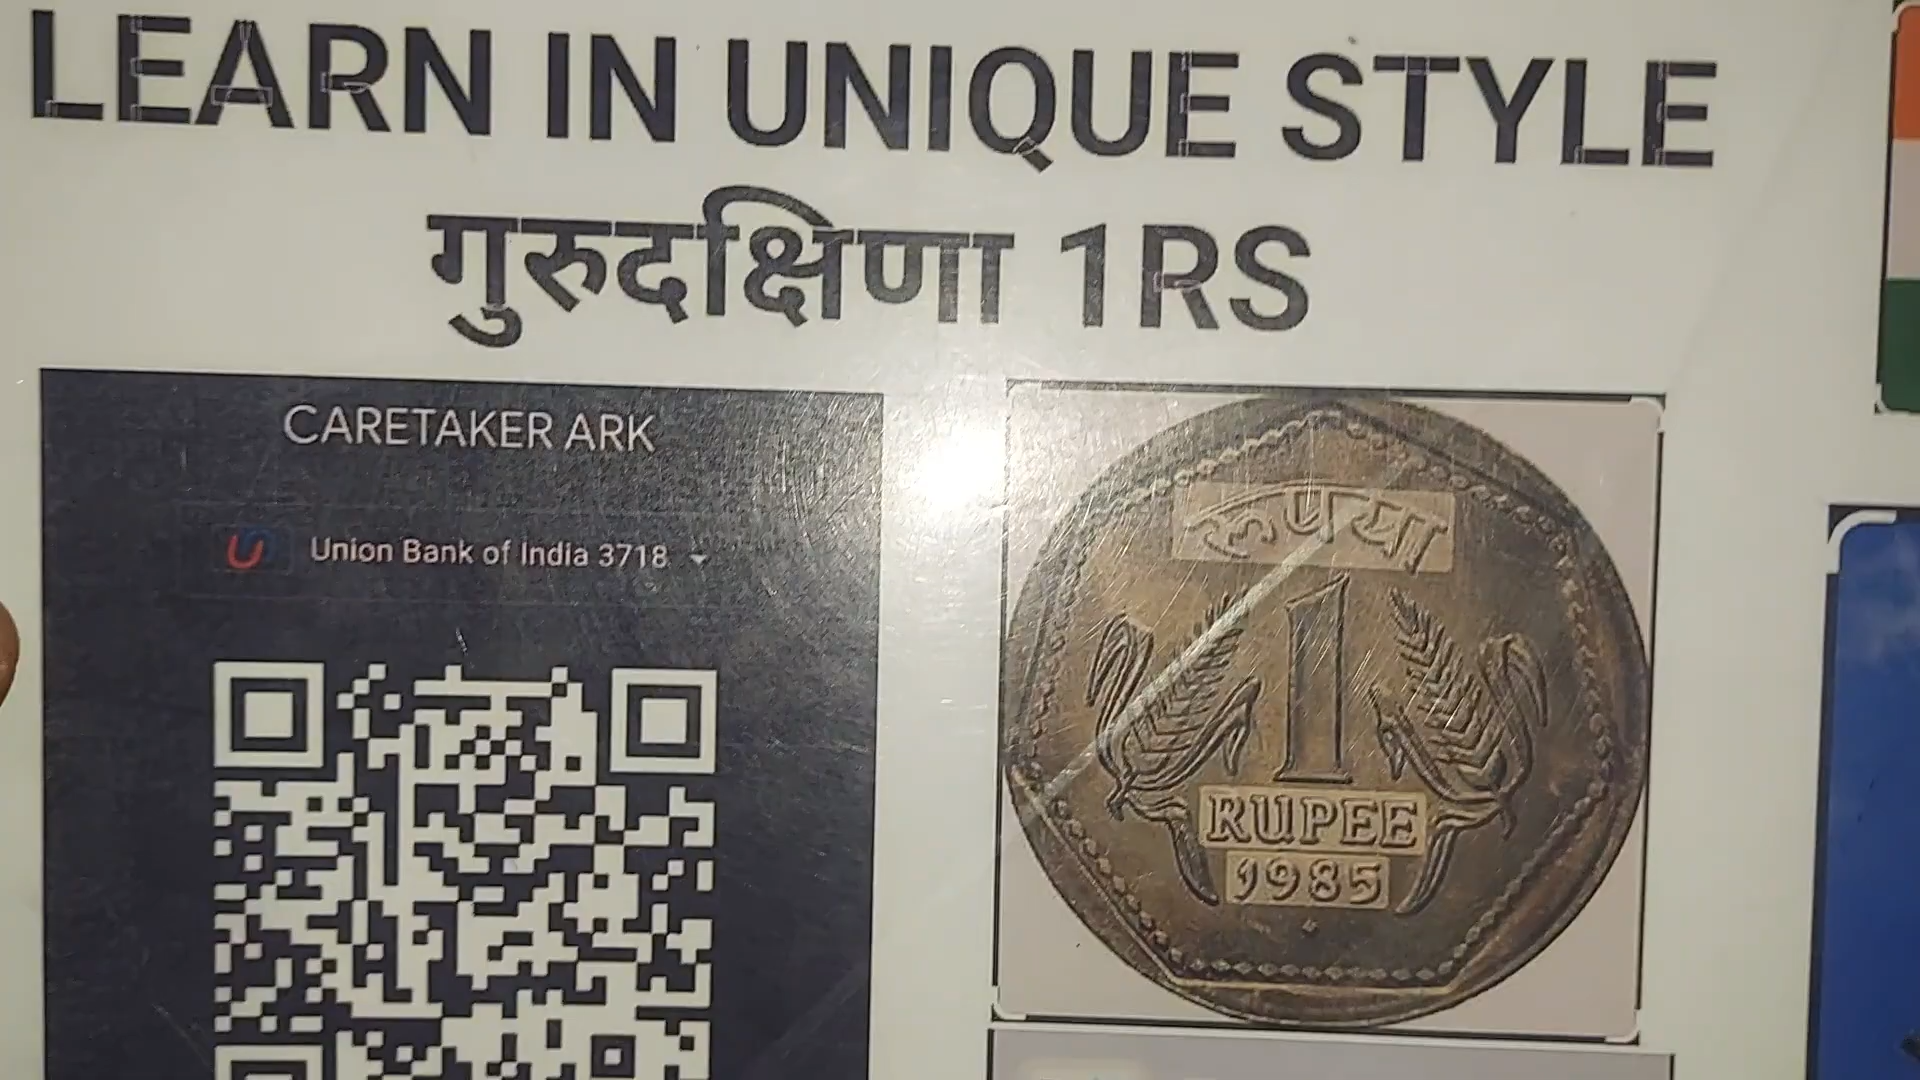 LEARN IN UNIQUE STYLE
गुरुदक्षिणा 1RS
CARETAKER ARK
Union Bank of India 3718
रूपया
1
RUPEE
1985